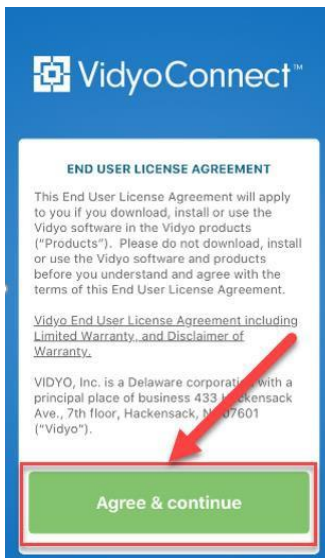 VidyoConnect™
END USER LICENSE AGREEMENT
This End User License Agreement will apply
to you if you download, install or use the
Vidyo software in the Vidyo products
("Products"). Please do not download, install
or use the Vidyo software and products
before you understand and agree with the
terms of this End User License Agreement.
Vidyo End User License Agreement including
Limited Warranty, and Disclaimer of
Warranty.
VIDYO, Inc. is a Delaware corporation with a
principal place of business 433 Hackensack
Ave., 7th floor, Hackensack, 07601
("Vidyo").
Agree & continue